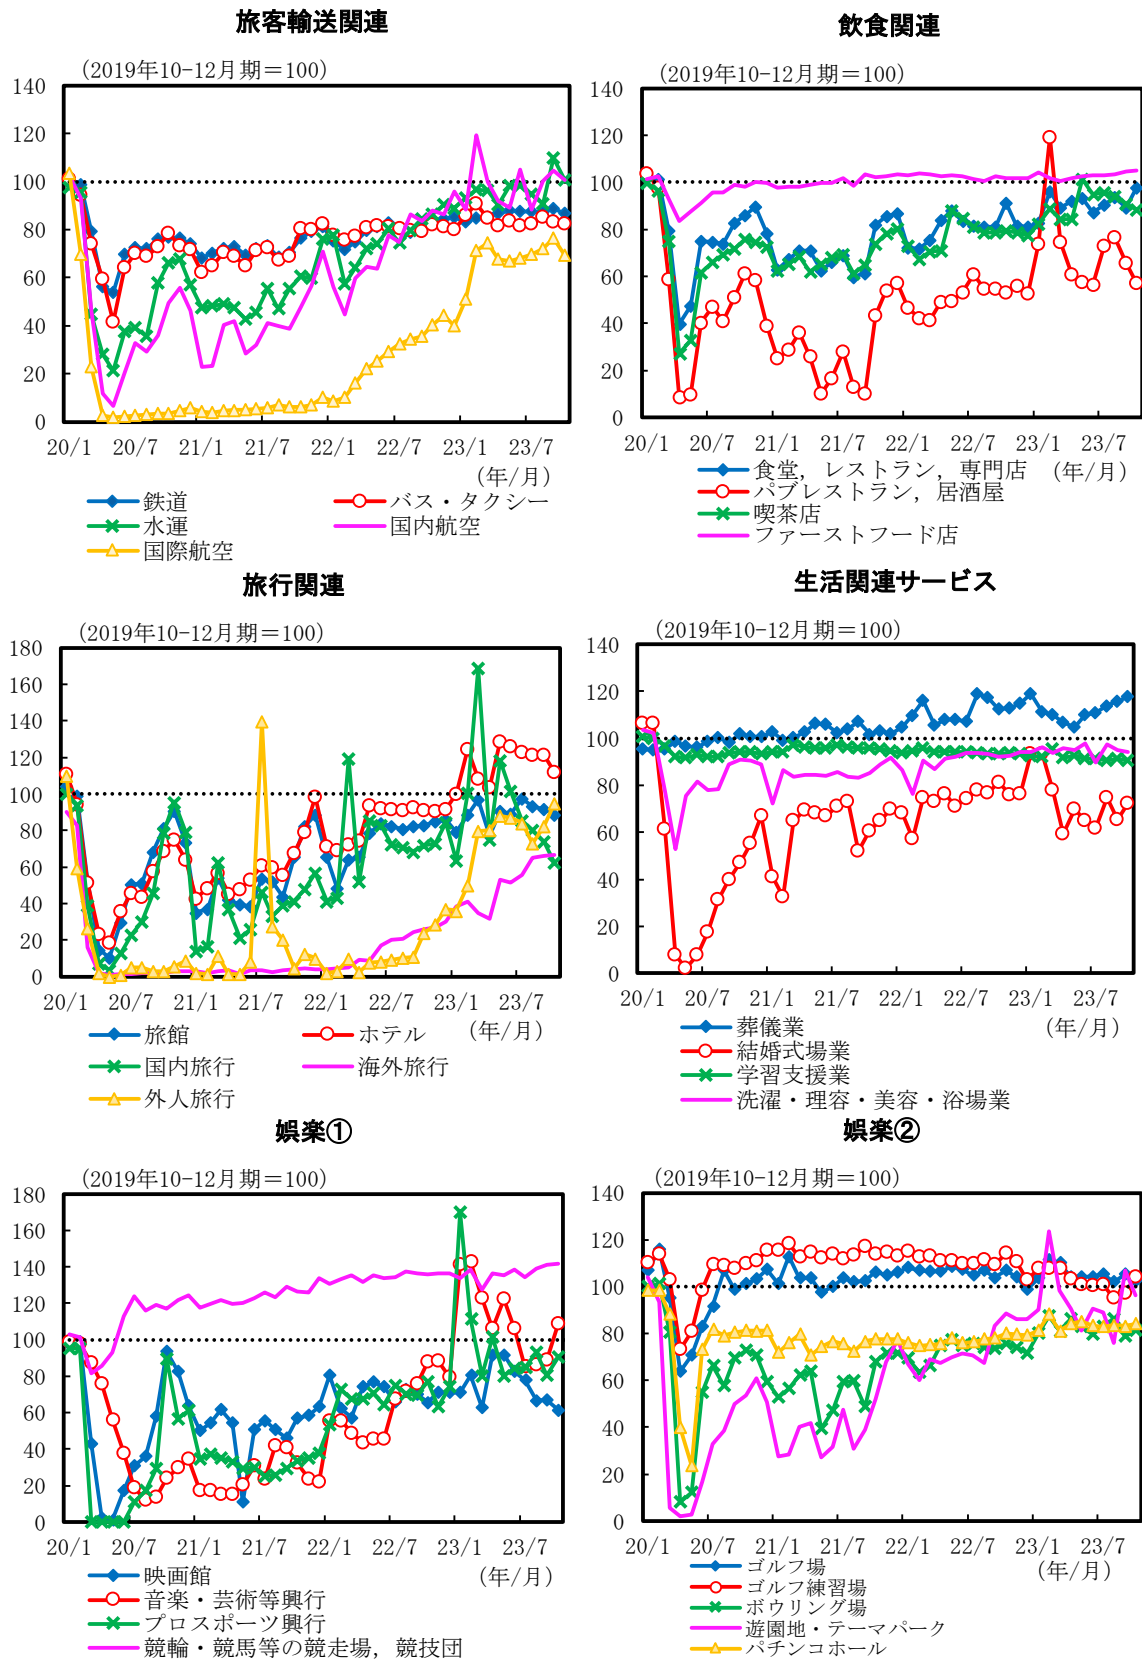 旅客輸送関連
(2019年10-12月期＝100)
140
120
100
80
60
40
20
0
20/1 20/7 21/1 21/7 22/1 22/7 23/1 23/7
(年/月)
鉄道 バス・タクシー
水運 国内航空
国際航空
飲食関連
(2019年10-12月期＝100)
140
120
100
80
60
40
20
0
20/1 20/7 21/1 21/7 22/1 22/7 23/1 23/7
(年/月)
食堂，レストラン，専門店
パブレストラン，居酒屋
喫茶店
ファーストフード店
旅行関連
(2019年10-12月期＝100)
180
160
140
120
100
80
60
40
20
0
20/1 20/7 21/1 21/7 22/1 22/7 23/1 23/7
(年/月)
旅館 ホテル
国内旅行 海外旅行
外人旅行
生活関連サービス
(2019年10-12月期＝100)
140
120
100
80
60
40
20
0
20/1 20/7 21/1 21/7 22/1 22/7 23/1 23/7
(年/月)
葬儀業
結婚式場業
学習支援業
洗濯・理容・美容・浴場業
娯楽①
(2019年10-12月期＝100)
180
160
140
120
100
80
60
40
20
0
20/1 20/7 21/1 21/7 22/1 22/7 23/1 23/7
(年/月)
映画館
音楽・芸術等興行
プロスポーツ興行
競輪・競馬等の競走場，競技団
娯楽②
(2019年10-12月期＝100)
140
120
100
80
60
40
20
0
20/1 20/7 21/1 21/7 22/1 22/7 23/1 23/7
(年/月)
ゴルフ場
ゴルフ練習場
ボウリング場
遊園地・テーマパーク
パチンコホール